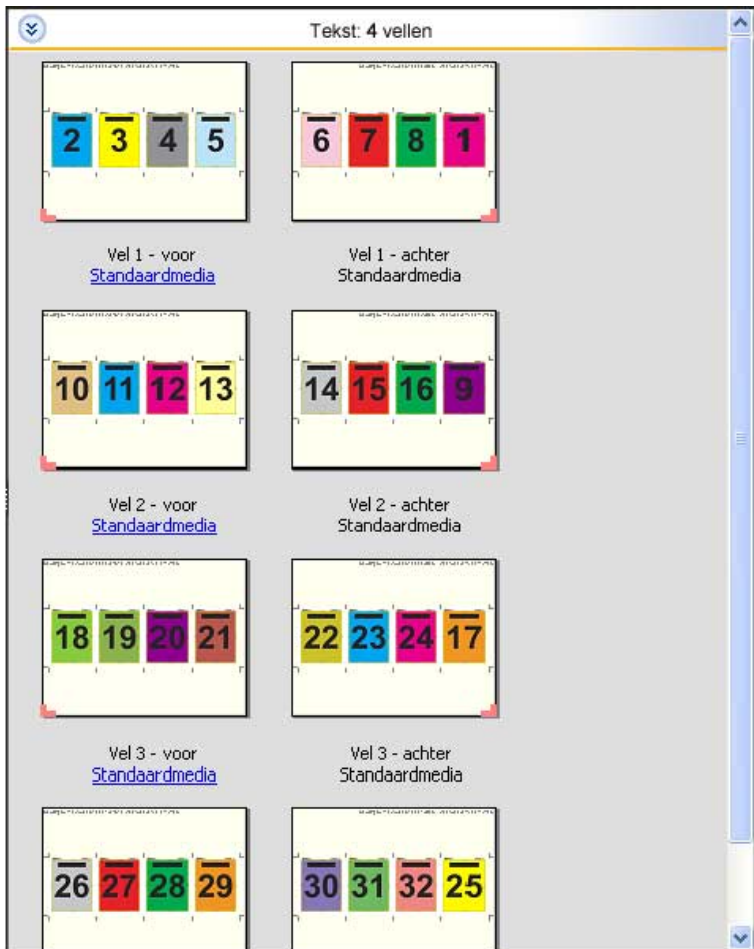 Tekst: 4 vellen
2 3 4 5
6 7 8 1
Vel 1 - voor
Standaardmedia
Vel 1 - achter
Standaardmedia
10 11 12 13
14 15 16 9
Vel 2 - voor
Standaardmedia
Vel 2 - achter
Standaardmedia
18 19 20 21
22 23 24 17
Vel 3 - voor
Standaardmedia
Vel 3 - achter
Standaardmedia
26 27 28 29
30 31 32 25